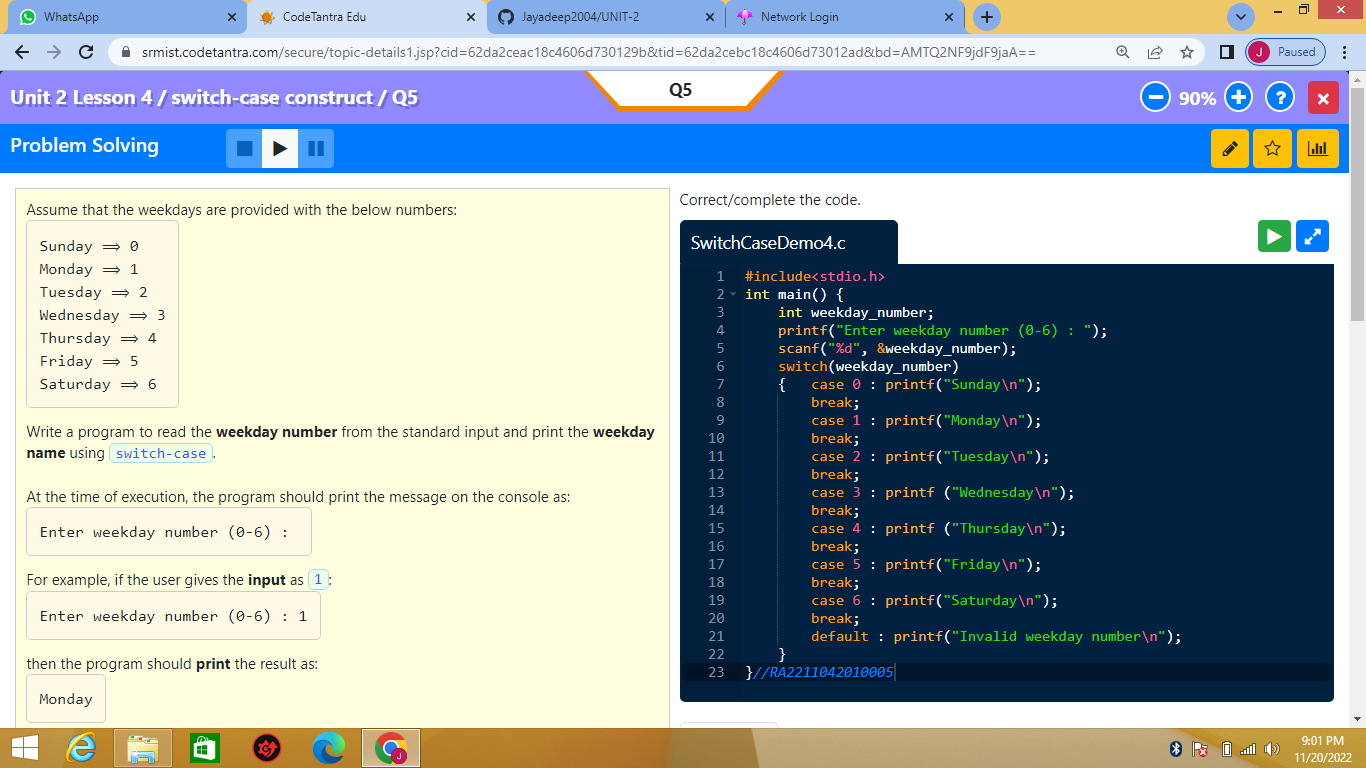 WhatsApp
CodeTantra Edu
Jayadeep2004/UNIT-2
Network Login
srmist.codetantra.com/secure/topic-details1.jsp?cid=62da2ceac18c4606d730129b&tid=62da2cebc18c4606d73012ad&bd=AMTQ2NF9jdF9jaA==
J Paused
Unit 2 Lesson 4 / switch-case construct / Q5
Q5
90%
?
Problem Solving
Assume that the weekdays are provided with the below numbers:
Sunday ⟹ 0
Monday ⟹ 1
Tuesday ⟹ 2
Wednesday ⟹ 3
Thursday ⟹ 4
Friday ⟹ 5
Saturday ⟹ 6
Write a program to read the weekday number from the standard input and print the weekday
name using switch-case.
At the time of execution, the program should print the message on the console as:
Enter weekday number (0-6) :
For example, if the user gives the input as 1:
Enter weekday number (0-6) : 1
then the program should print the result as:
Monday
Correct/complete the code.
SwitchCaseDemo4.c
1 #include<stdio.h>
2 int main() {
3 int weekday_number;
4 printf("Enter weekday number (0-6) : ");
5 scanf("%d", &weekday_number);
6 switch(weekday_number)
7 { case 0 : printf("Sunday\n");
8 break;
9 case 1 : printf("Monday\n");
10 break;
11 case 2 : printf("Tuesday\n");
12 break;
13 case 3 : printf ("Wednesday\n");
14 break;
15 case 4 : printf ("Thursday\n");
16 break;
17 case 5 : printf("Friday\n");
18 break;
19 case 6 : printf("Saturday\n");
20 break;
21 default : printf("Invalid weekday number\n");
22 }
23 }//RA2211042010005
J
9:01 PM
11/20/2022